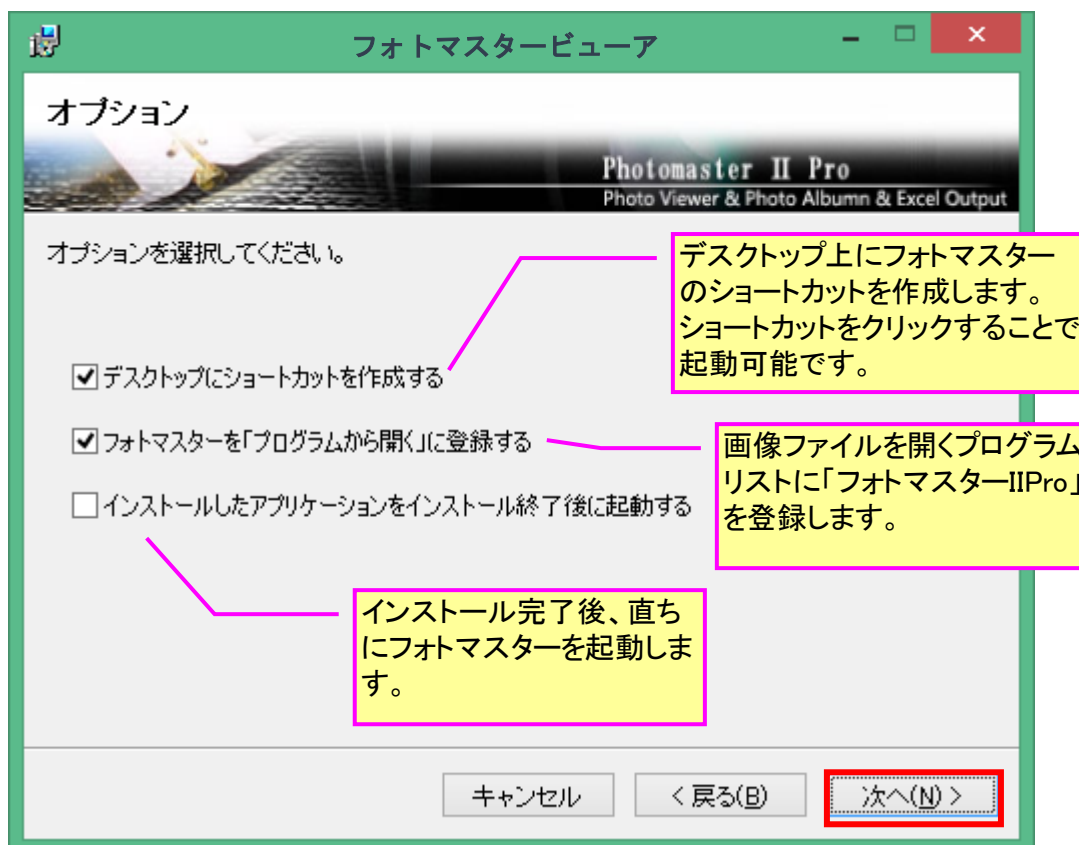 フォトマスタービューア
オプション
Photomaster II Pro
Photo Viewer & Photo Albumn & Excel Output
オプションを選択してください。
デスクトップ上にフォトマスター
のショートカットを作成します。
ショートカットをクリックすることで
起動可能です。
デスクトップにショートカットを作成する
フォトマスターを「プログラムから開く」に登録する
画像ファイルを開くプログラム
リストに「フォトマスターIIPro」
を登録します。
インストールしたアプリケーションをインストール終了後に起動する
インストール完了後、直ち
にフォトマスターを起動しま
す。
キャンセル
< 戻る(B)
次へ(N) >